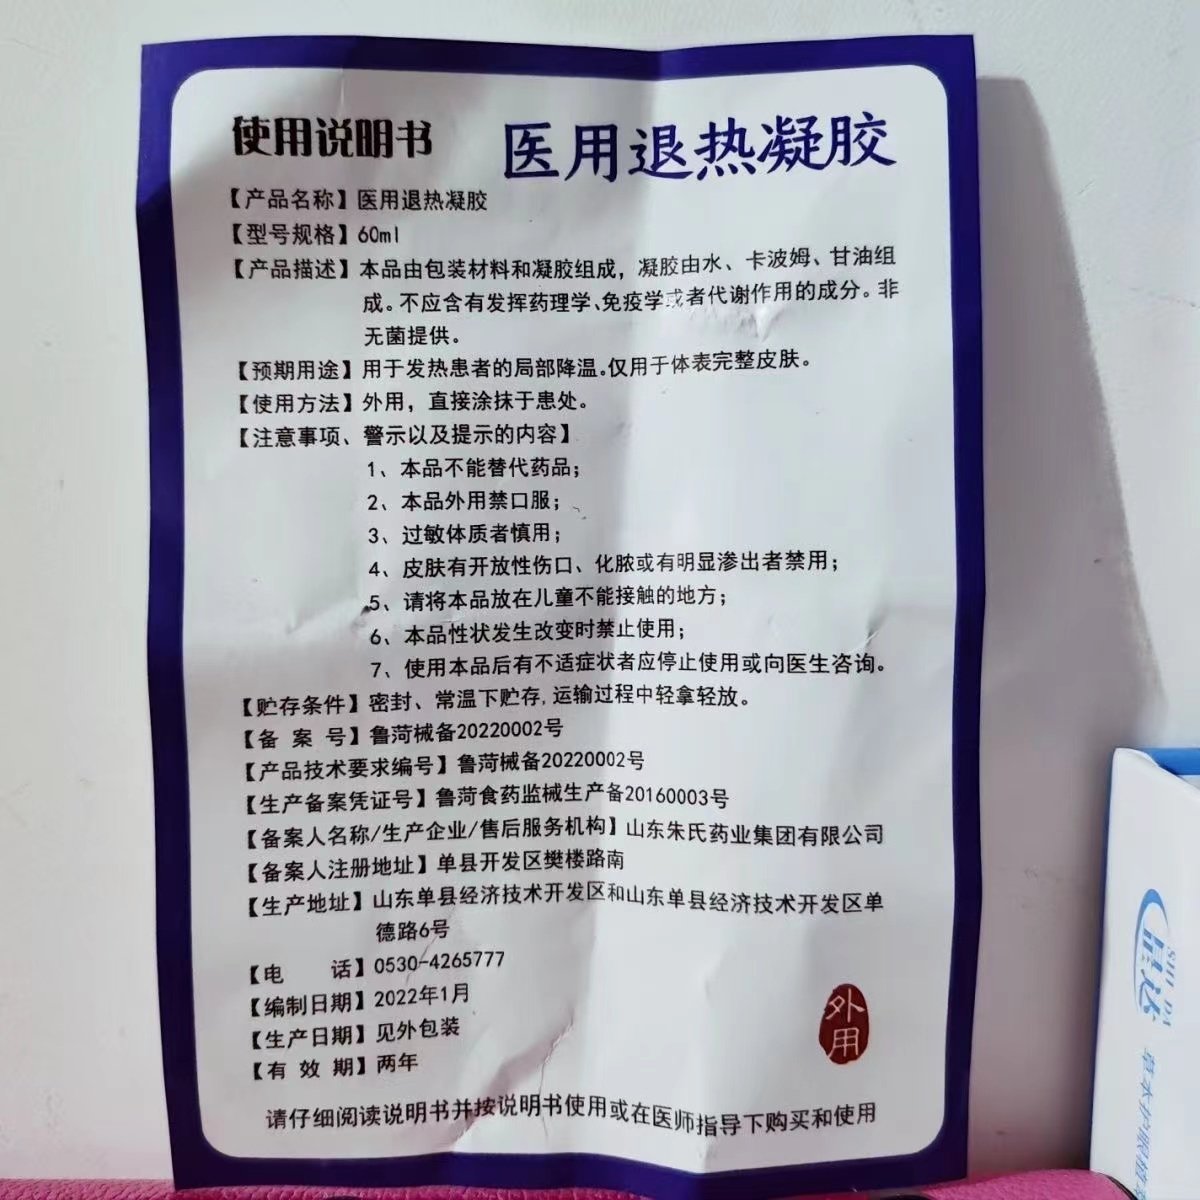 使用说明书
医用退热凝胶
【产品名称】医用退热凝胶
【型号规格】60ml
【产品描述】本品由包装材料和凝胶组成，凝胶由水、卡波姆、甘油组
成。不应含有发挥药理学、免疫学或者代谢作用的成分。非
无菌提供。
【预期用途】用于发热患者的局部降温。仅用于体表完整皮肤。
【使用方法】外用，直接涂抹于患处。
【注意事项、警示以及提示的内容】
1、本品不能替代药品；
2、本品外用禁口服；
3、过敏体质者慎用；
4、皮肤有开放性伤口、化脓或有明显渗出者禁用；
5、请将本品放在儿童不能接触的地方；
6、本品性状发生改变时禁止使用；
7、使用本品后有不适症状者应停止使用或向医生咨询。
【贮存条件】密封、常温下贮存,运输过程中轻拿轻放。
【备 案 号】鲁菏械备20220002号
【产品技术要求编号】鲁菏械备20220002号
【生产备案凭证号】鲁菏食药监械生产备20160003号
【备案人名称/生产企业/售后服务机构】山东朱氏药业集团有限公司
【备案人注册地址】单县开发区樊楼路南
【生产地址】山东单县经济技术开发区和山东单县经济技术开发区单
德路6号
【电 话】0530-4265777
【编制日期】2022年1月
【生产日期】见外包装
【有 效 期】两年
外用
请仔细阅读说明书并按说明书使用或在医师指导下购买和使用
SHI DA